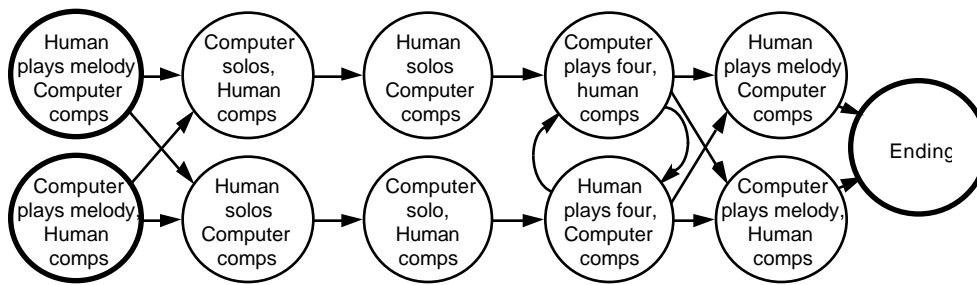 Human
plays melody
Computer
comps
Computer
solos,
Human
comps
Human
solos
Computer
comps
Computer
plays four,
human
comps
Human
plays melody
Computer
comps
Ending
Computer
plays melody,
Human
comps
Human
solos
Computer
comps
Computer
solo,
Human
comps
Human
plays four,
Computer
comps
Computer
plays melody,
Human
comps